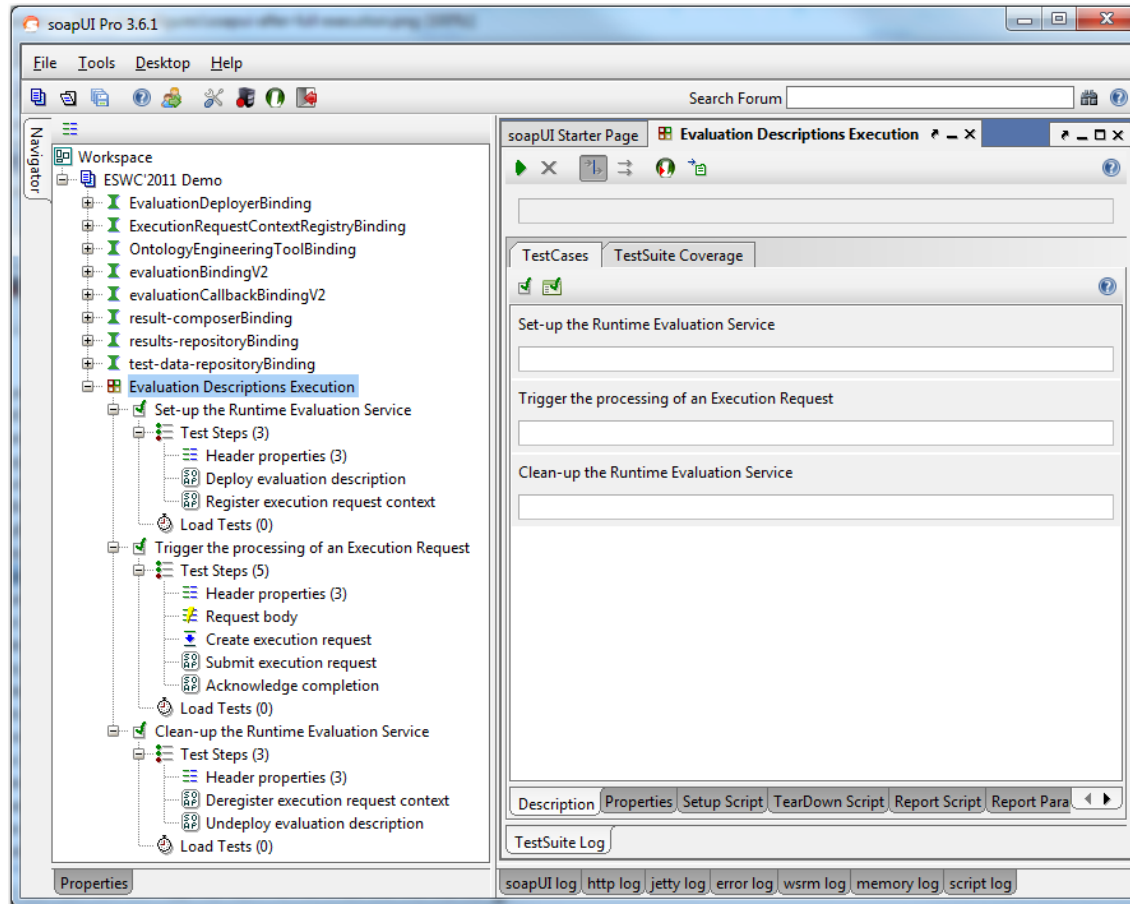 soapUI Pro 3.6.1
File Tools Desktop Help
Search Forum
Navigator
Workspace
ESWC'2011 Demo
EvaluationDeployerBinding
ExecutionRequestContextRegistryBinding
OntologyEngineeringToolBinding
evaluationBindingV2
evaluationCallbackBindingV2
result-composerBinding
results-repositoryBinding
test-data-repositoryBinding
Evaluation Descriptions Execution
Set-up the Runtime Evaluation Service
Test Steps (3)
Header properties (3)
Deploy evaluation description
Register execution request context
Load Tests (0)
Trigger the processing of an Execution Request
Test Steps (5)
Header properties (3)
Request body
Create execution request
Submit execution request
Acknowledge completion
Load Tests (0)
Clean-up the Runtime Evaluation Service
Test Steps (3)
Header properties (3)
Deregister execution request context
Undeploy evaluation description
Load Tests (0)
Properties
soapUI Starter Page Evaluation Descriptions Execution
TestCases TestSuite Coverage
Set-up the Runtime Evaluation Service
Trigger the processing of an Execution Request
Clean-up the Runtime Evaluation Service
Description Properties Setup Script TearDown Script Report Script Report Para
TestSuite Log
soapUI log http log jetty log error log wsrm log memory log script log